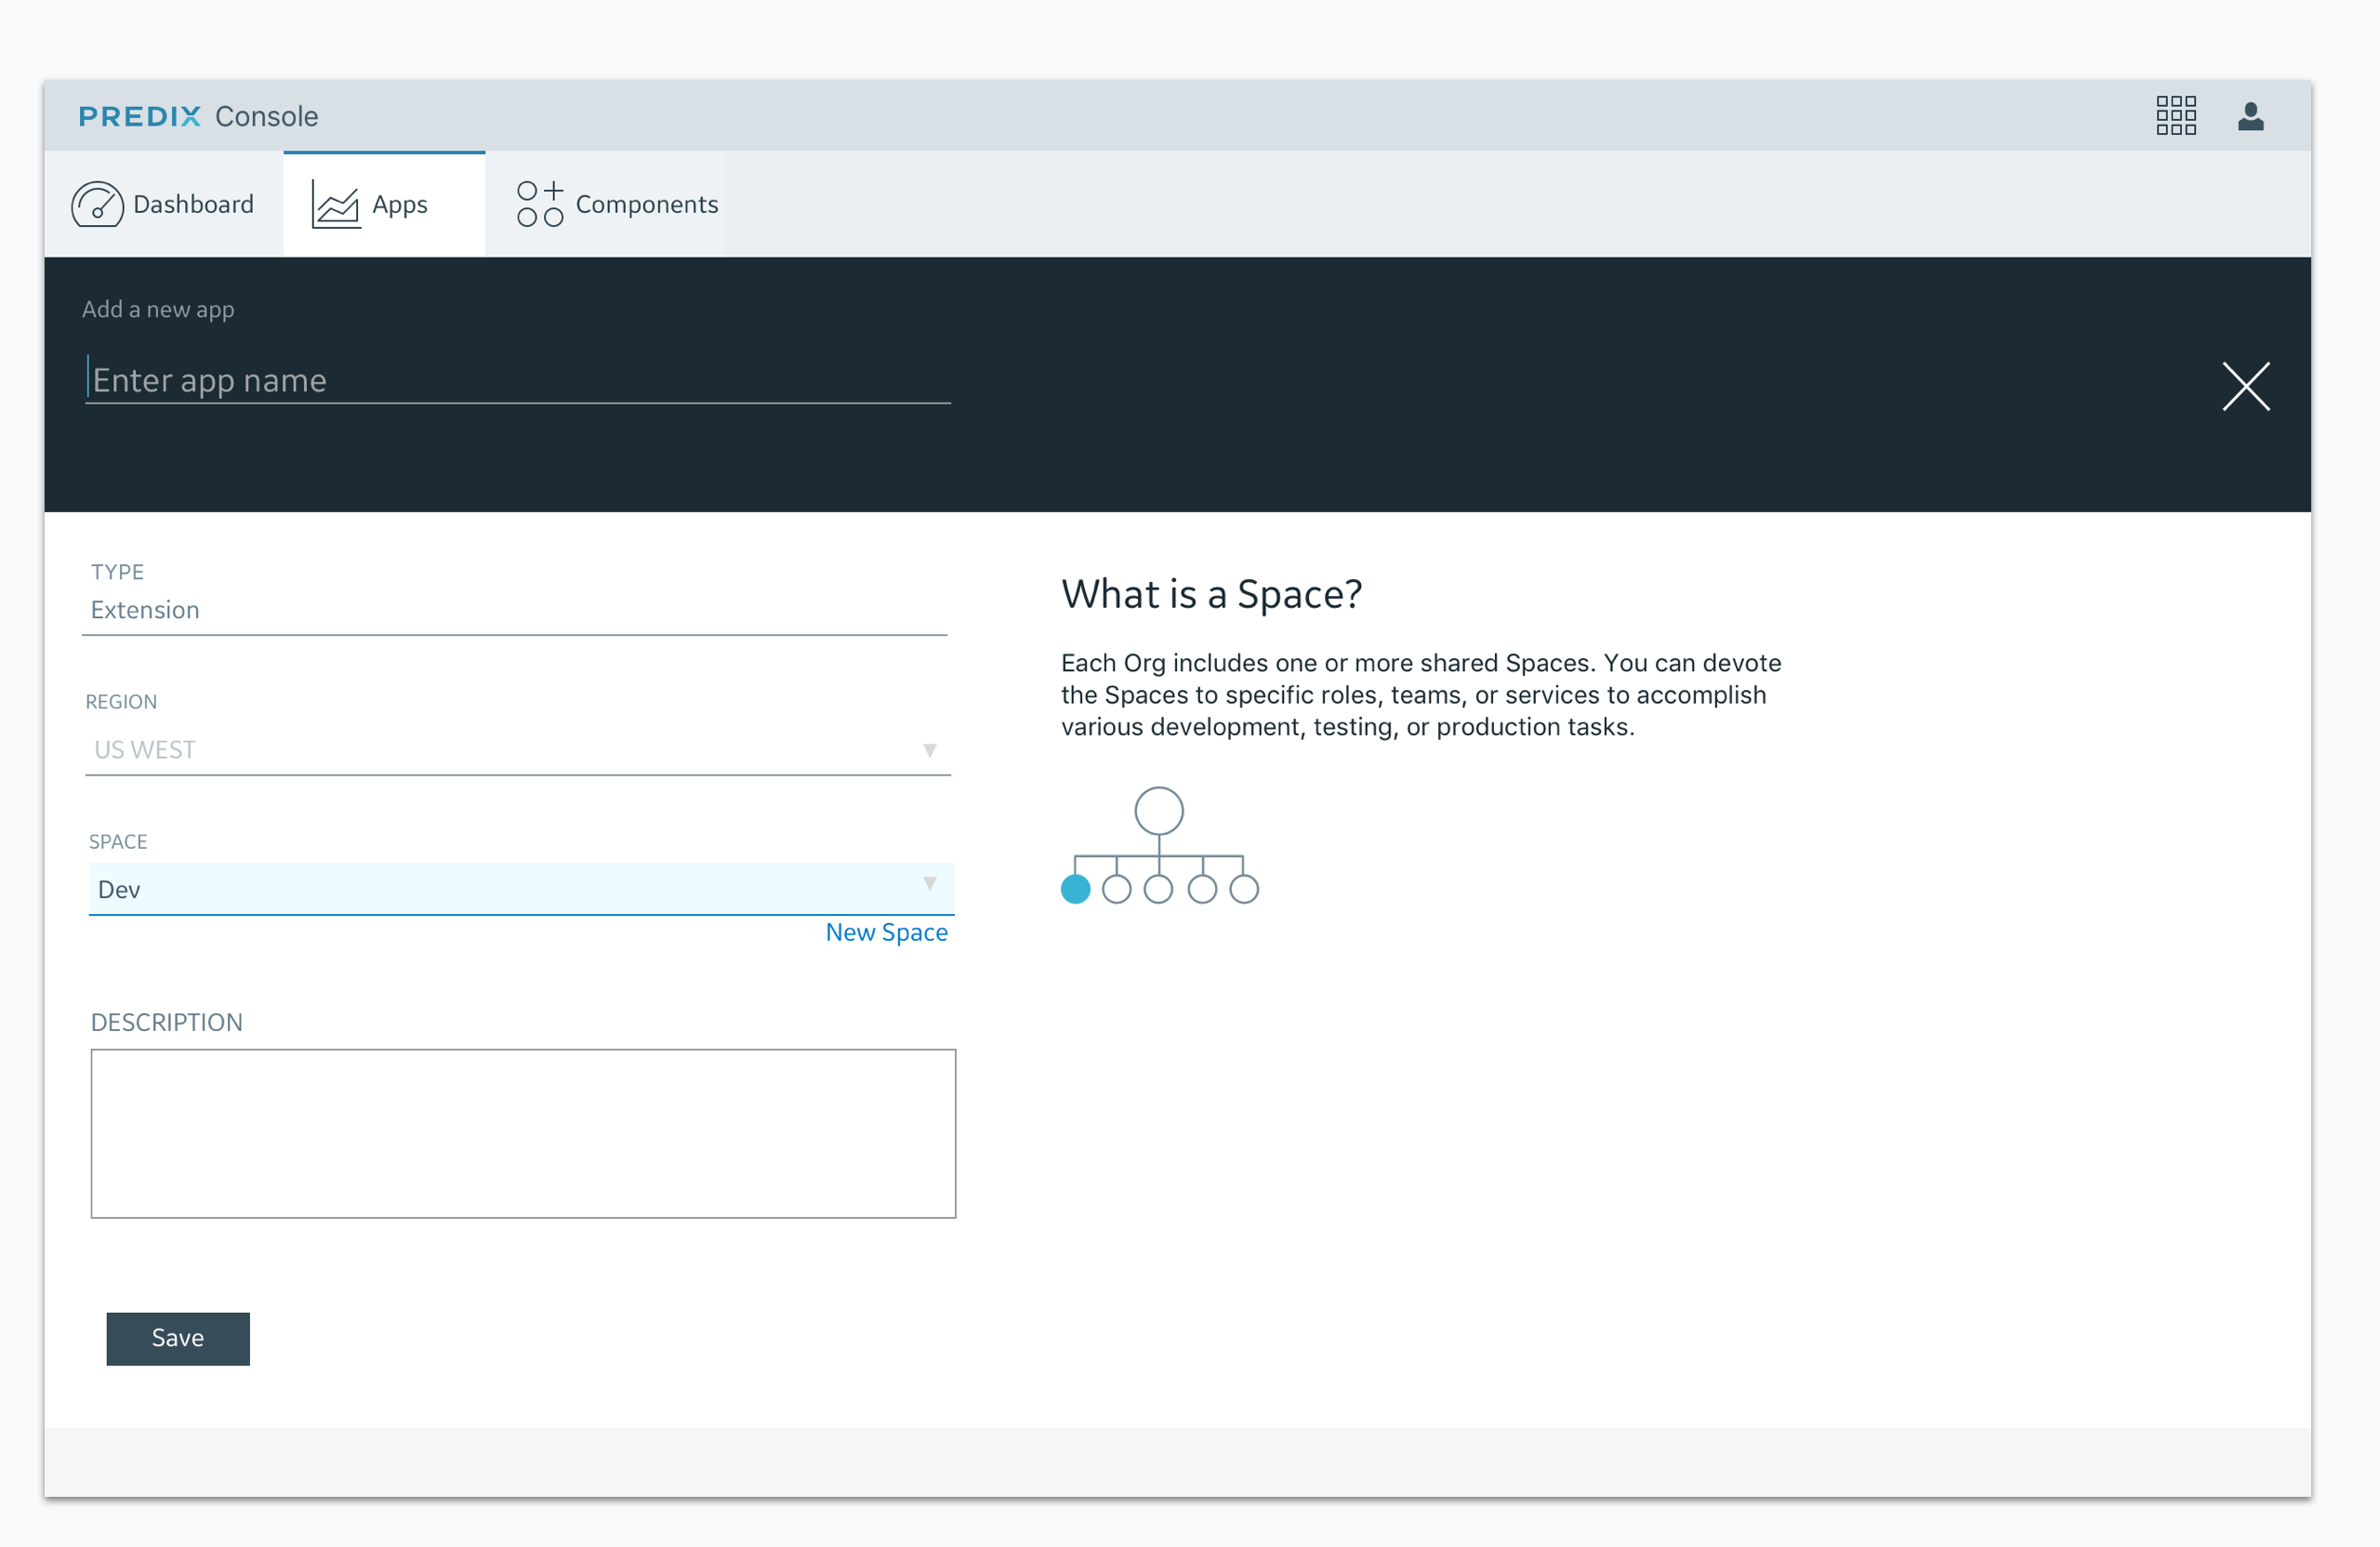 PREDIX Console
Dashboard
Apps
Components
Add a new app
Enter app name
TYPE
Extension
REGION
US WEST
SPACE
Dev
New Space
DESCRIPTION
Save
What is a Space?
Each Org includes one or more shared Spaces. You can devote
the Spaces to specific roles, teams, or services to accomplish
various development, testing, or production tasks.